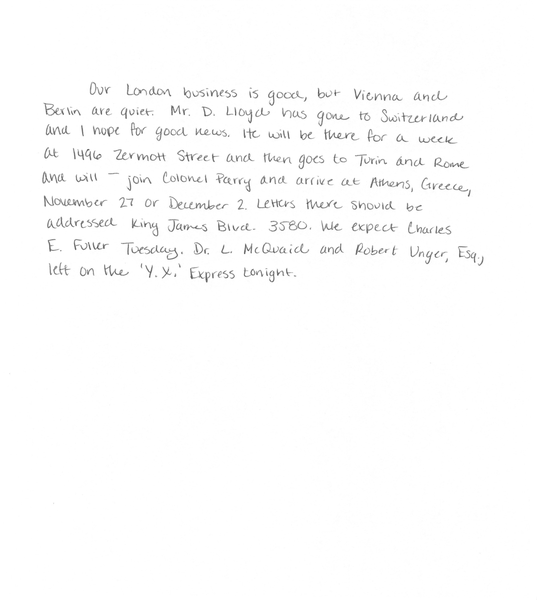 Our London business is good, but Vienna and
Berlin are quiet. Mr. D. Lloyd has gone to Switzerland
and I hope for good news. He will be there for a week
at 1496 Zermott Street and then goes to Turin and Rome
and will – join Colonel Parry and arrive at Athens, Greece,
November 27 or December 2. Letters there should be
addressed King James Blvd. 3580. We expect Charles
E. Fuller Tuesday. Dr. L. McQuaid and Robert Unger, Esq.,
left on the 'Y.X.' Express tonight.